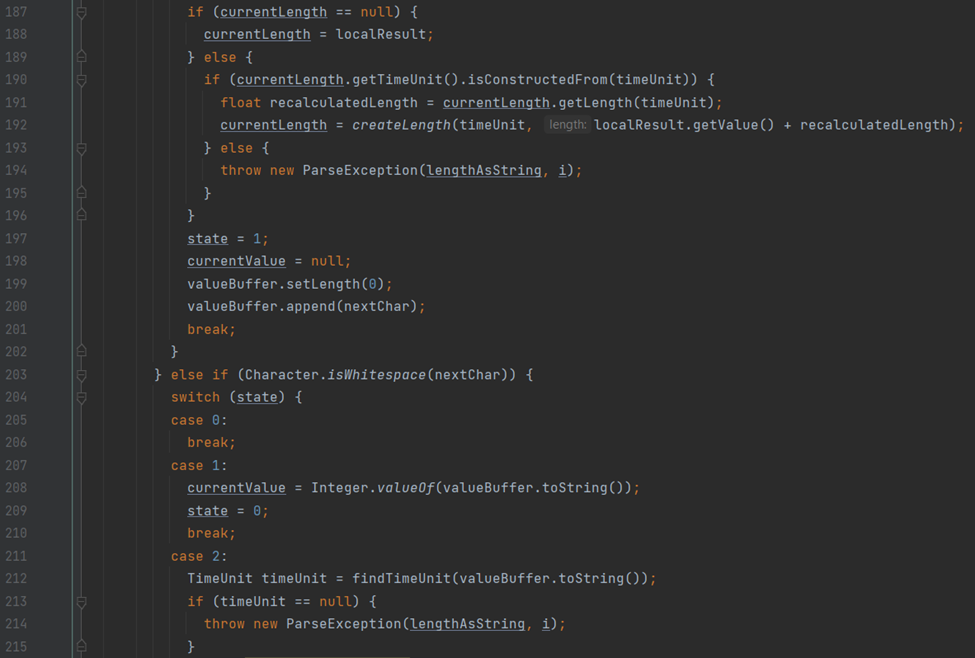 187 if (currentLength == null) {
188 currentLength = localResult;
189 } else {
190 if (currentLength.getTimeUnit().isConstructedFrom(timeUnit)) {
191 float recalculatedLength = currentLength.getLength(timeUnit);
192 currentLength = createLength(timeUnit, length: localResult.getValue() + recalculatedLength);
193 } else {
194 throw new ParseException(lengthAsString, i);
195 }
196 }
197 state = 1;
198 currentValue = null;
199 valueBuffer.setLength(0);
200 valueBuffer.append(nextChar);
201 break;
202 }
203 } else if (Character.isWhitespace(nextChar)) {
204 switch (state) {
205 case 0:
206 break;
207 case 1:
208 currentValue = Integer.valueOf(valueBuffer.toString());
209 state = 0;
210 break;
211 case 2:
212 TimeUnit timeUnit = findTimeUnit(valueBuffer.toString());
213 if (timeUnit == null) {
214 throw new ParseException(lengthAsString, i);
215 }